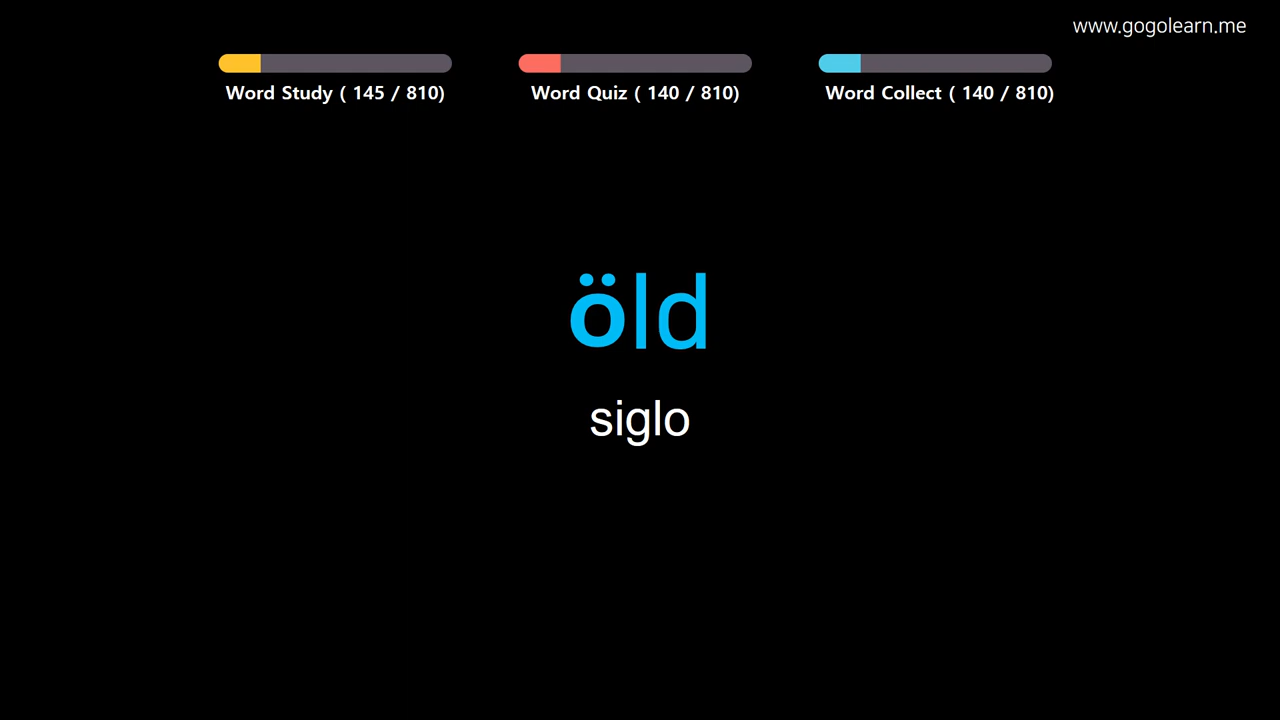 www.gogolearn.me
Word Study ( 145 / 810)
Word Quiz ( 140 / 810)
Word Collect ( 140 / 810)
öld
siglo